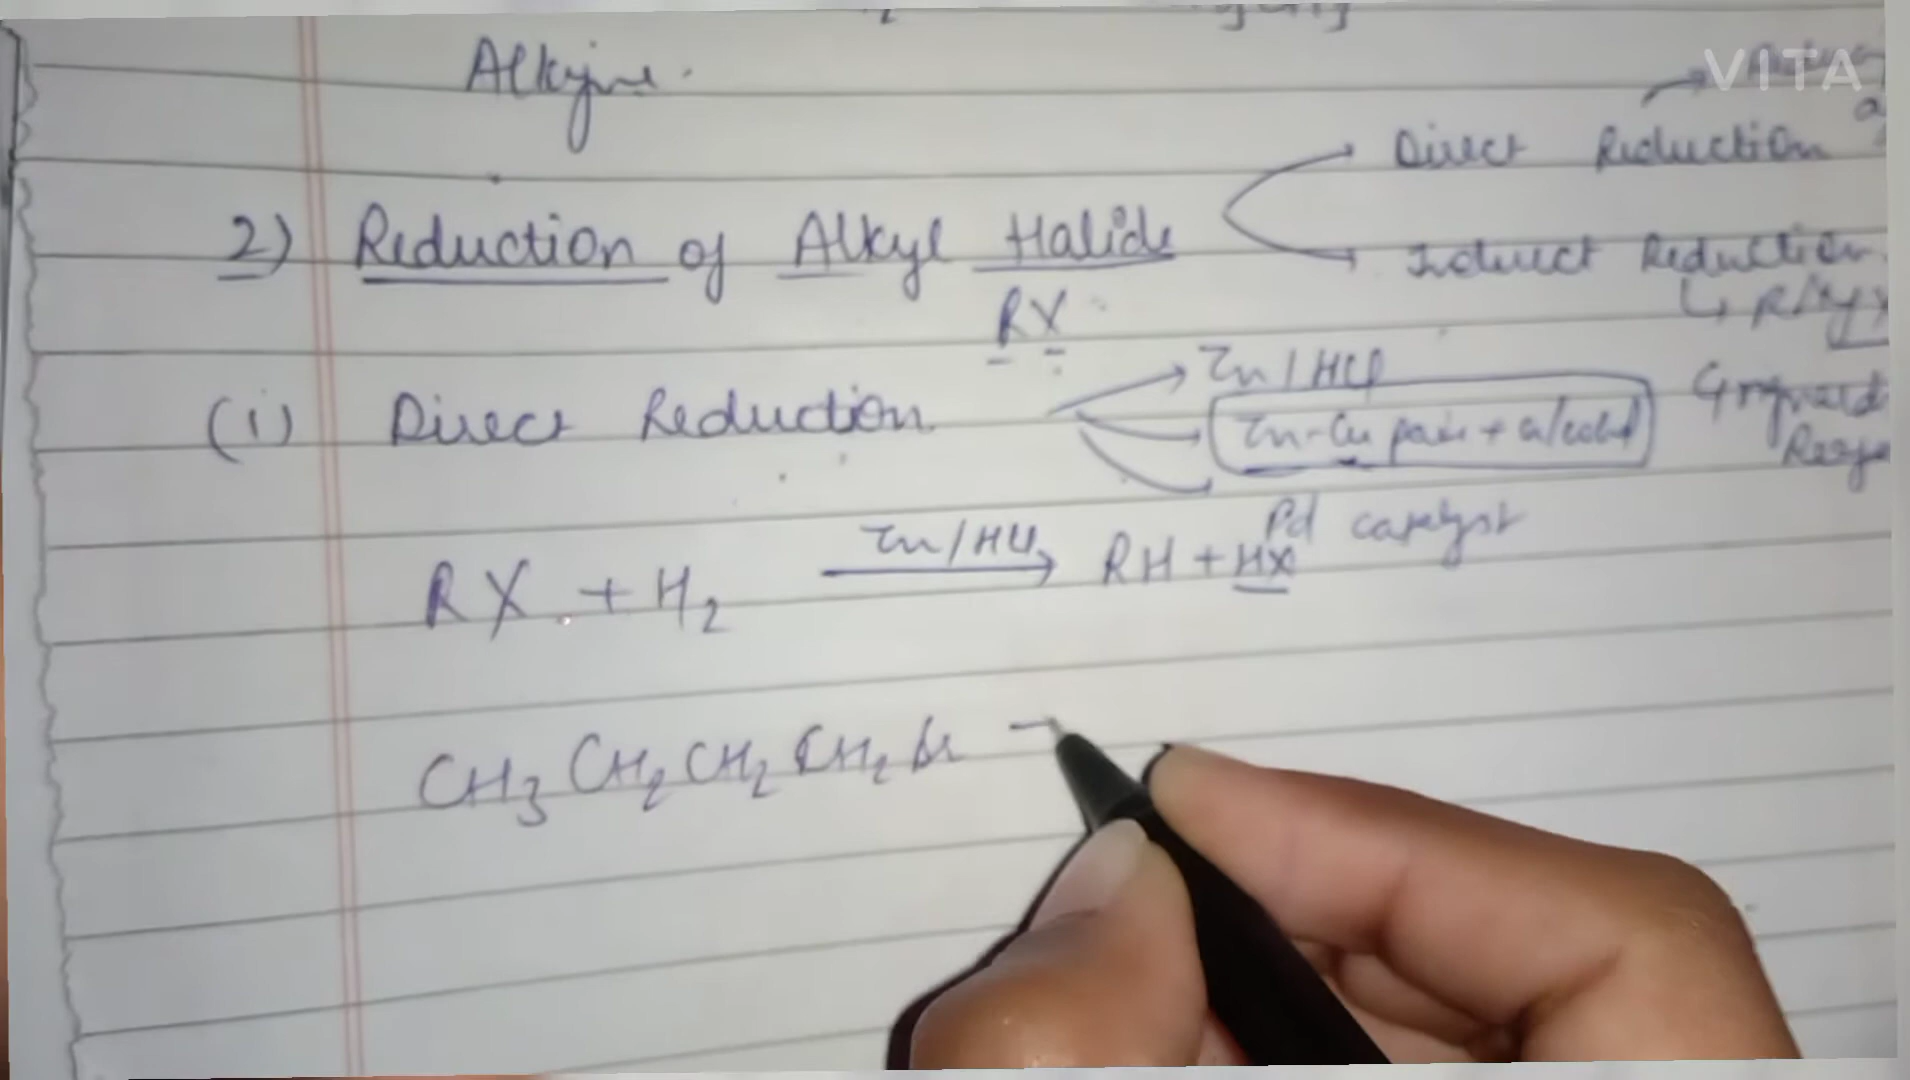 Alkyne.
VITA
Direct Reduction
2) Reduction of Alkyl Halide
Indirect Reduction
RX
Zn/HCl
(i) Direct Reduction
Zn-Cu pair + alcohol
Pd catalyst
RX + H₂ Zn/HCl RH + HX
CH₃ CH₂ CH₂ CH₂ Br